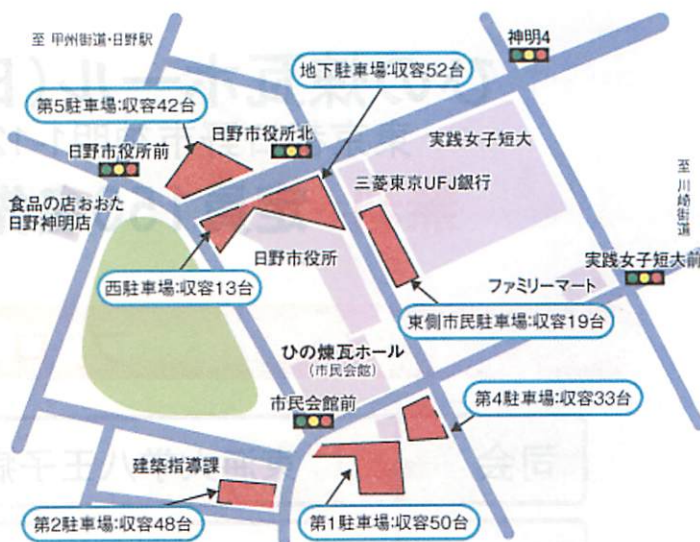 至 甲州街道・日野駅
神明4
地下駐車場:収容52台
第5駐車場:収容42台
日野市役所北
日野市役所前
実践女子短大
三菱東京UFJ銀行
至 川崎街道
食品の店おおた
日野神明店
日野市役所
実践女子短大前
西駐車場:収容13台
ファミリーマート
東側市民駐車場:収容19台
ひの煉瓦ホール
(市民会館)
市民会館前
第4駐車場:収容33台
建築指導課
第2駐車場:収容48台
第1駐車場:収容50台